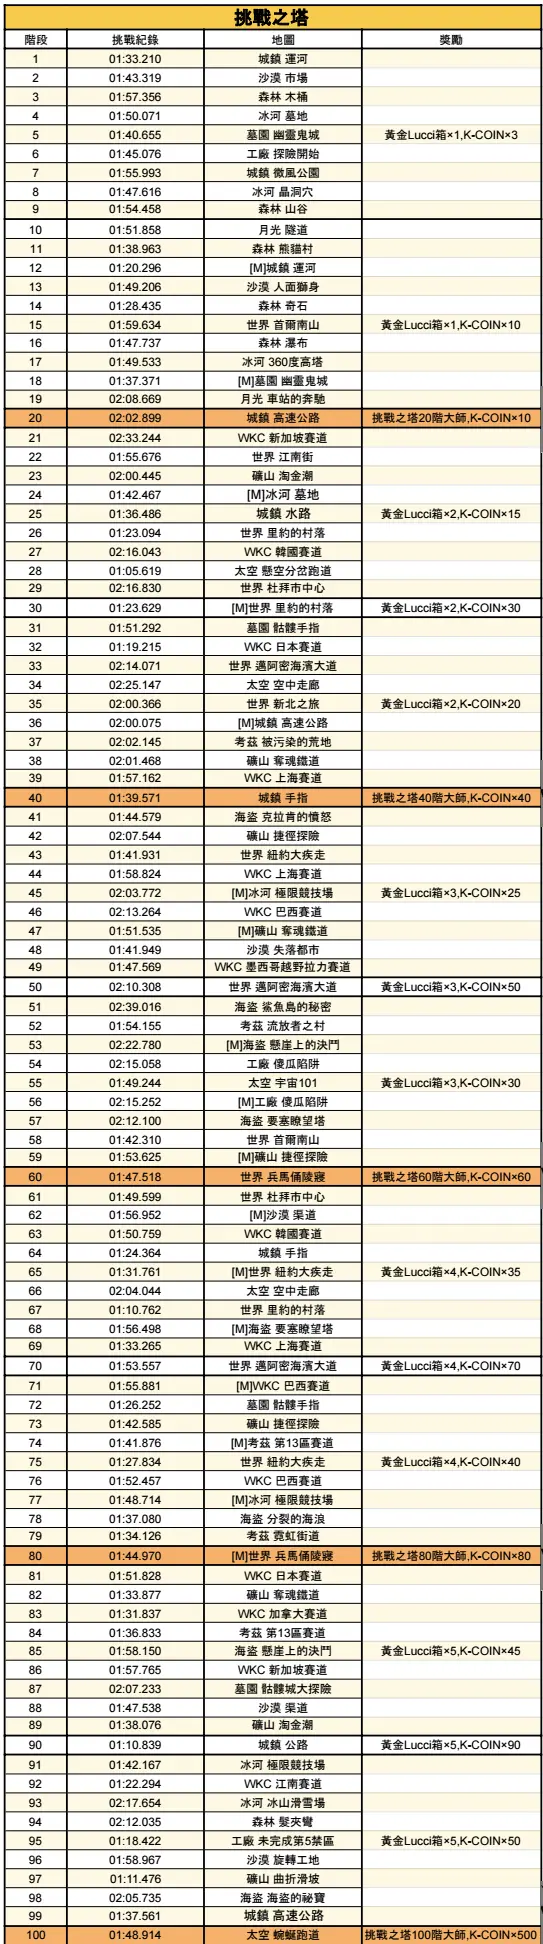 挑戰之塔
階段 挑戰紀錄 地圖 獎勵
1 01:33.210 城鎮 運河
2 01:43.319 沙漠 市場
3 01:57.356 森林 木桶
4 01:50.071 冰河 墓地
5 01:40.655 墓園 幽靈鬼城 黃金Lucci箱×1,K-COIN×3
6 01:45.076 工廠 探險開始
7 01:55.993 城鎮 微風公園
8 01:47.616 冰河 晶洞穴
9 01:54.458 森林 山谷
10 01:51.858 月光 隧道
11 01:38.963 森林 熊貓村
12 01:20.296 [M]城鎮 運河
13 01:49.206 沙漠 人面獅身
14 01:28.435 森林 奇石
15 01:59.634 世界 首爾南山 黃金Lucci箱×1,K-COIN×10
16 01:47.737 森林 瀑布
17 01:49.533 冰河 360度高塔
18 01:37.371 [M]墓園 幽靈鬼城
19 02:08.669 月光 車站的奔馳
20 02:02.899 城鎮 高速公路 挑戰之塔20階大師,K-COIN×10
21 02:33.244 WKC 新加坡賽道
22 01:55.676 世界 江南街
23 02:00.445 礦山 淘金潮
24 01:42.467 [M]冰河 墓地
25 01:36.486 城鎮 水路 黃金Lucci箱×2,K-COIN×15
26 01:23.094 世界 里約的村落
27 02:16.043 WKC 韓國賽道
28 01:05.619 太空 懸空分岔跑道
29 02:16.830 世界 杜拜市中心
30 01:23.629 [M]世界 里約的村落 黃金Lucci箱×2,K-COIN×30
31 01:51.292 墓園 骷髏手指
32 01:19.215 WKC 日本賽道
33 02:14.071 世界 邁阿密海濱大道
34 02:25.147 太空 空中走廊
35 02:00.366 世界 新北之旅 黃金Lucci箱×2,K-COIN×20
36 02:00.075 [M]城鎮 高速公路
37 02:02.145 考茲 被污染的荒地
38 02:01.468 礦山 奪魂鐵道
39 01:57.162 WKC 上海賽道
40 01:39.571 城鎮 手指 挑戰之塔40階大師,K-COIN×40
41 01:44.579 海盜 克拉肯的憤怒
42 02:07.544 礦山 捷徑探險
43 01:41.931 世界 紐約大疾走
44 01:58.824 WKC 上海賽道
45 02:03.772 [M]冰河 極限競技場 黃金Lucci箱×3,K-COIN×25
46 02:13.264 WKC 巴西賽道
47 01:51.535 [M]礦山 奪魂鐵道
48 01:41.949 沙漠 失落都市
49 01:47.569 WKC 墨西哥越野拉力賽道
50 02:10.308 世界 邁阿密海濱大道 黃金Lucci箱×3,K-COIN×50
51 02:39.016 海盜 鯊魚島的秘密
52 01:54.155 考茲 流放者之村
53 02:22.780 [M]海盜 懸崖上的決鬥
54 02:15.058 工廠 傻瓜陷阱
55 01:49.244 太空 宇宙101 黃金Lucci箱×3,K-COIN×30
56 02:15.252 [M]工廠 傻瓜陷阱
57 02:12.100 海盜 要塞瞭望塔
58 01:42.310 世界 首爾南山
59 01:53.625 [M]礦山 捷徑探險
60 01:47.518 世界 兵馬俑陵寢 挑戰之塔60階大師,K-COIN×60
61 01:49.599 世界 杜拜市中心
62 01:56.952 [M]沙漠 渠道
63 01:50.759 WKC 韓國賽道
64 01:24.364 城鎮 手指
65 01:31.761 [M]世界 紐約大疾走 黃金Lucci箱×4,K-COIN×35
66 02:04.044 太空 空中走廊
67 01:10.762 世界 里約的村落
68 01:56.498 [M]海盜 要塞瞭望塔
69 01:33.265 WKC 上海賽道
70 01:53.557 世界 邁阿密海濱大道 黃金Lucci箱×4,K-COIN×70
71 01:55.881 [M]WKC 巴西賽道
72 01:26.252 墓園 骷髏手指
73 01:42.585 礦山 捷徑探險
74 01:41.876 [M]考茲 第13區賽道
75 01:27.834 世界 紐約大疾走 黃金Lucci箱×4,K-COIN×40
76 01:52.457 WKC 巴西賽道
77 01:48.714 [M]冰河 極限競技場
78 01:37.080 海盜 分裂的海浪
79 01:34.126 考茲 霓虹街道
80 01:44.970 [M]世界 兵馬俑陵寢 挑戰之塔80階大師,K-COIN×80
81 01:51.828 WKC 日本賽道
82 01:33.877 礦山 奪魂鐵道
83 01:31.837 WKC 加拿大賽道
84 01:36.833 考茲 第13區賽道
85 01:58.150 海盜 懸崖上的決鬥 黃金Lucci箱×5,K-COIN×45
86 01:57.765 WKC 新加坡賽道
87 02:07.233 墓園 骷髏城大探險
88 01:47.538 沙漠 渠道
89 01:38.076 礦山 淘金潮
90 01:10.839 城鎮 公路 黃金Lucci箱×5,K-COIN×90
91 01:42.167 冰河 極限競技場
92 01:22.294 WKC 江南賽道
93 02:17.654 冰河 冰山滑雪場
94 02:12.035 森林 髮夾彎
95 01:18.422 工廠 未完成第5禁區 黃金Lucci箱×5,K-COIN×50
96 01:58.967 沙漠 旋轉工地
97 01:11.476 礦山 曲折滑坡
98 02:05.735 海盜 海盜的祕寶
99 01:37.561 城鎮 高速公路
100 01:48.914 太空 蜿蜒跑道 挑戰之塔100階大師,K-COIN×500